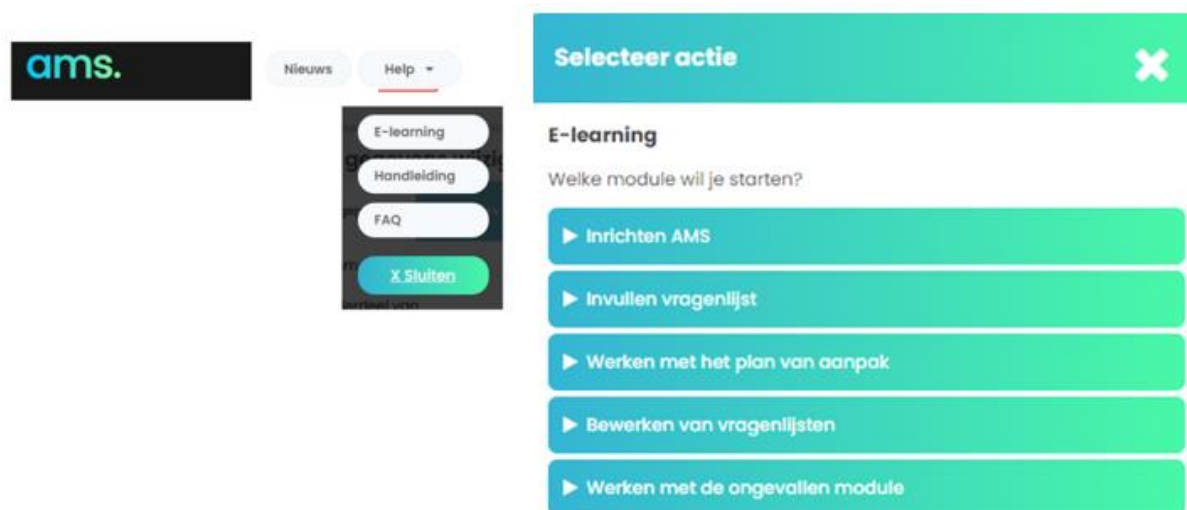 ams.
Nieuws
Help
E-learning
Handleiding
FAQ
X Sluiten
Selecteer actie
E-learning
Welke module wil je starten?
Inrichten AMS
Invullen vragenlijst
Werken met het plan van aanpak
Bewerken van vragenlijsten
Werken met de ongevallen module